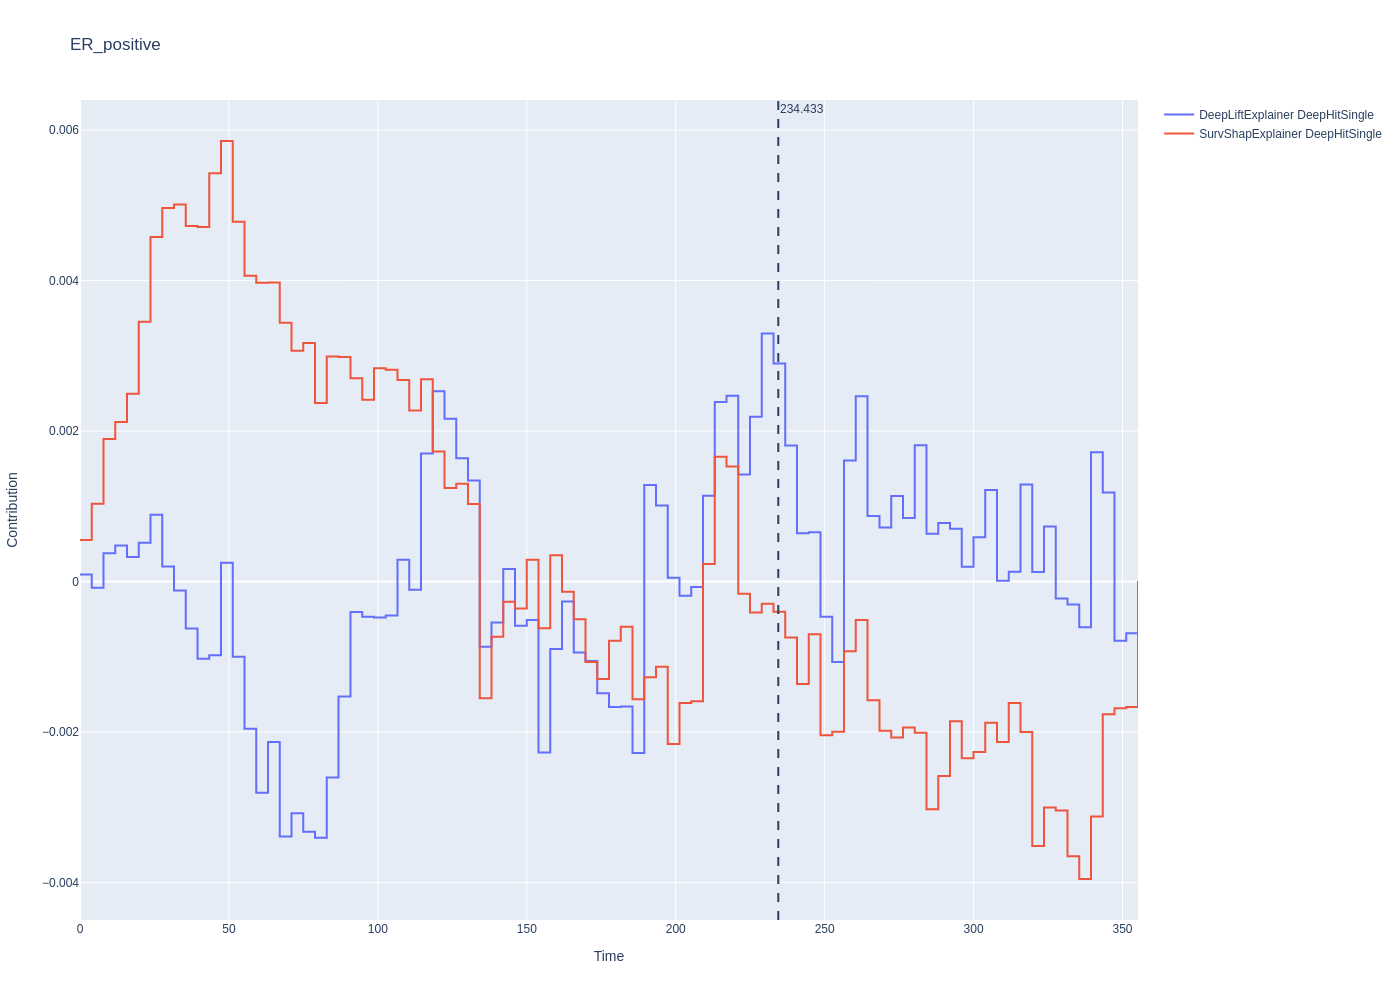 ER_positive
234.433
DeepLiftExplainer DeepHitSingle
SurvShapExplainer DeepHitSingle
0.006
0.004
0.002
0
−0.002
−0.004
Contribution
0 50 100 150 200 250 300 350
Time